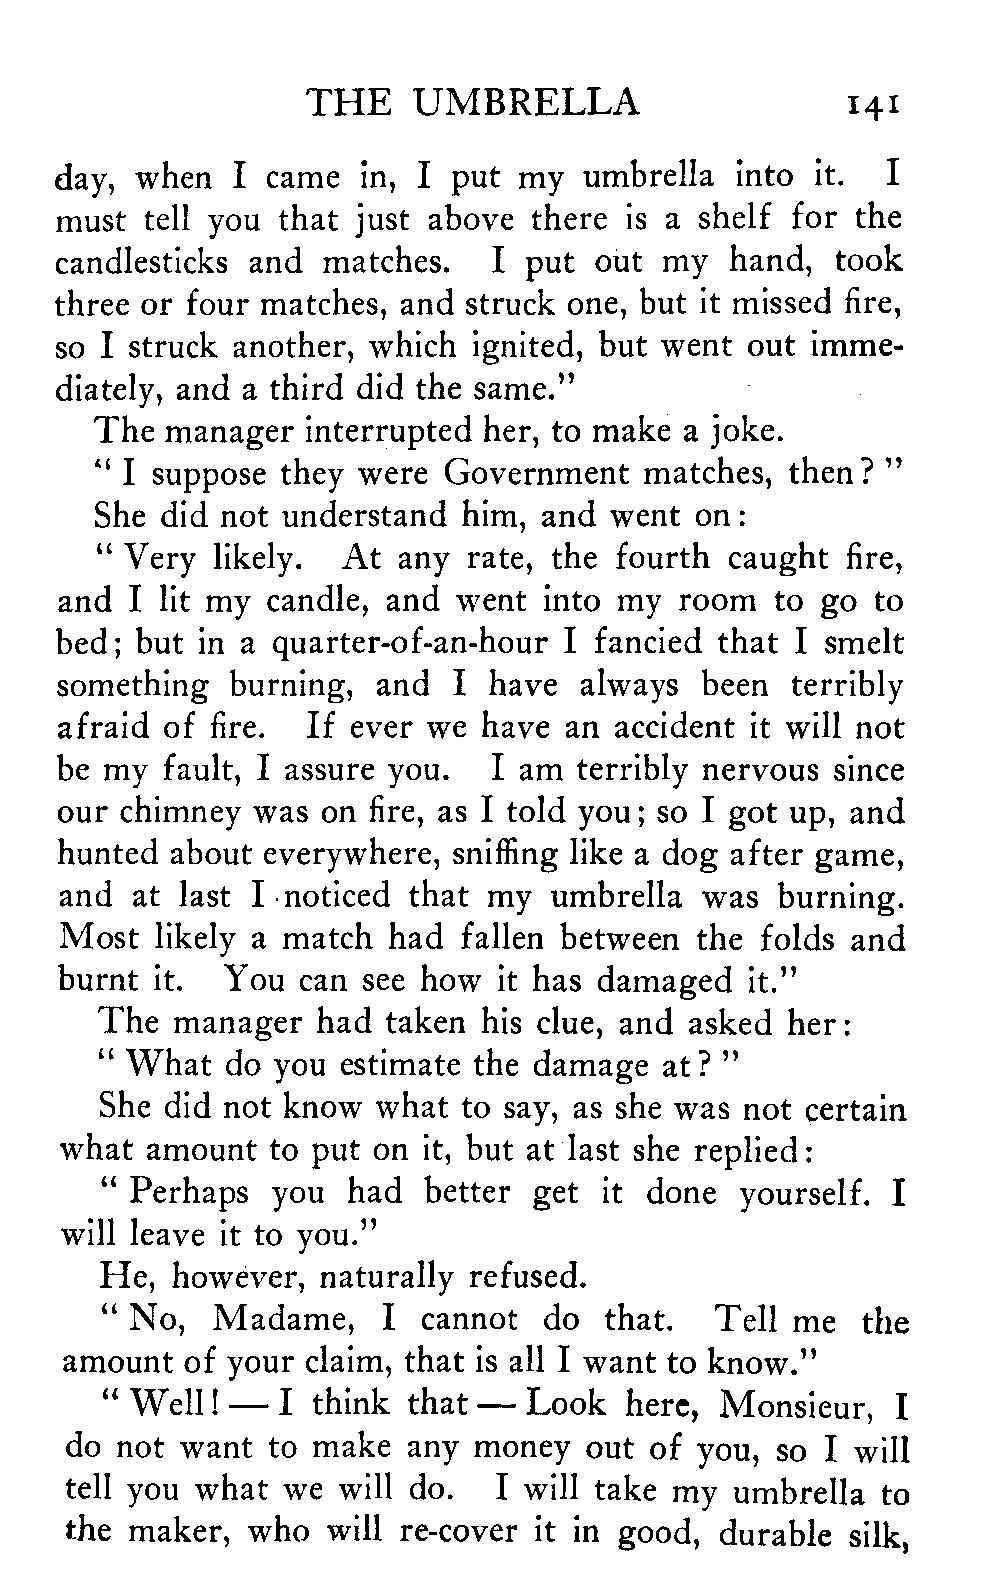 THE UMBRELLA 141
day, when I came in, I put my umbrella into it. I
must tell you that just above there is a shelf for the
candlesticks and matches. I put out my hand, took
three or four matches, and struck one, but it missed fire,
so I struck another, which ignited, but went out imme-
diately, and a third did the same."
The manager interrupted her, to make a joke.
" I suppose they were Government matches, then? "
She did not understand him, and went on:
" Very likely. At any rate, the fourth caught fire,
and I lit my candle, and went into my room to go to
bed; but in a quarter-of-an-hour I fancied that I smelt
something burning, and I have always been terribly
afraid of fire. If ever we have an accident it will not
be my fault, I assure you. I am terribly nervous since
our chimney was on fire, as I told you; so I got up, and
hunted about everywhere, sniffing like a dog after game,
and at last I noticed that my umbrella was burning.
Most likely a match had fallen between the folds and
burnt it. You can see how it has damaged it."
The manager had taken his clue, and asked her:
" What do you estimate the damage at? "
She did not know what to say, as she was not certain
what amount to put on it, but at last she replied:
" Perhaps you had better get it done yourself. I
will leave it to you."
He, however, naturally refused.
" No, Madame, I cannot do that. Tell me the
amount of your claim, that is all I want to know."
" Well! — I think that — Look here, Monsieur, I
do not want to make any money out of you, so I will
tell you what we will do. I will take my umbrella to
the maker, who will re-cover it in good, durable silk,